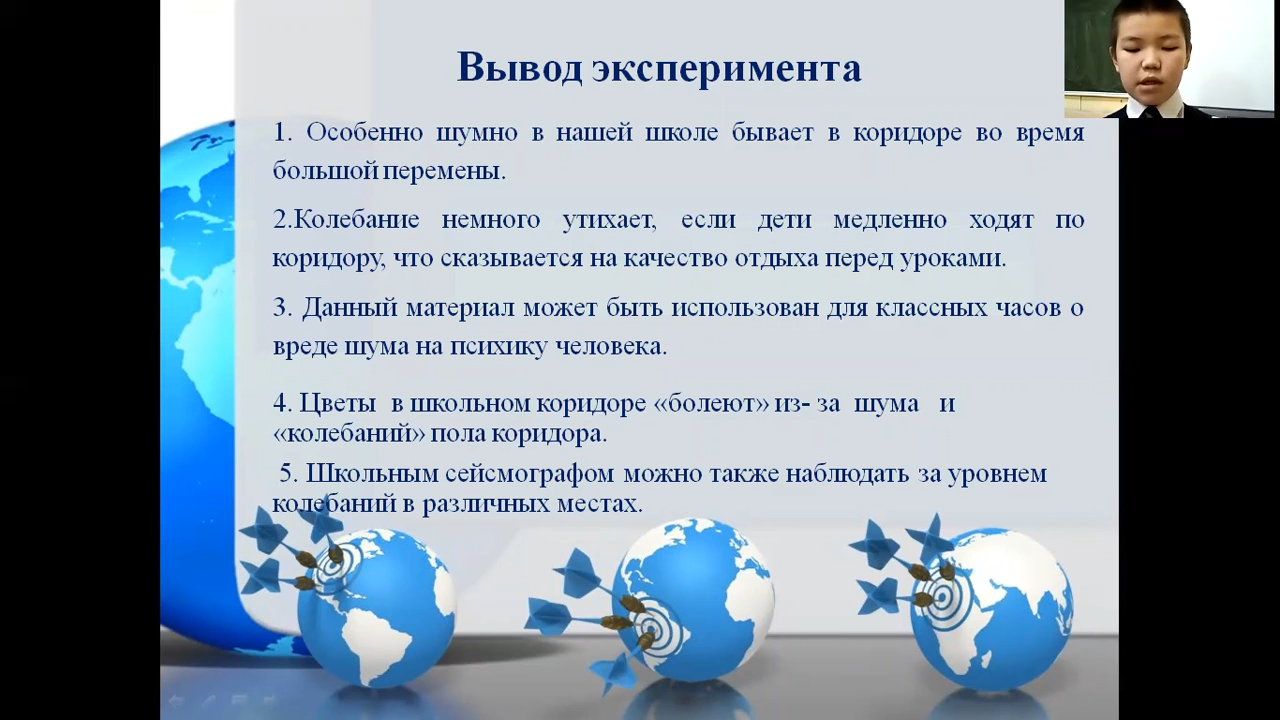 Вывод эксперимента
1. Особенно шумно в нашей школе бывает в коридоре во время
большой перемены.
2.Колебание немного утихает, если дети медленно ходят по
коридору, что сказывается на качество отдыха перед уроками.
3. Данный материал может быть использован для классных часов о
вреде шума на психику человека.
4. Цветы в школьном коридоре «болеют» из- за шума и
«колебаний» пола коридора.
5. Школьным сейсмографом можно также наблюдать за уровнем
колебаний в различных местах.